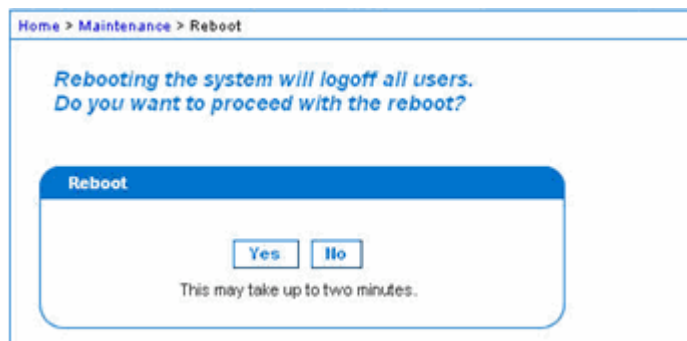 Home > Maintenance > Reboot
Rebooting the system will logoff all users.
Do you want to proceed with the reboot?
Reboot
Yes No
This may take up to two minutes.